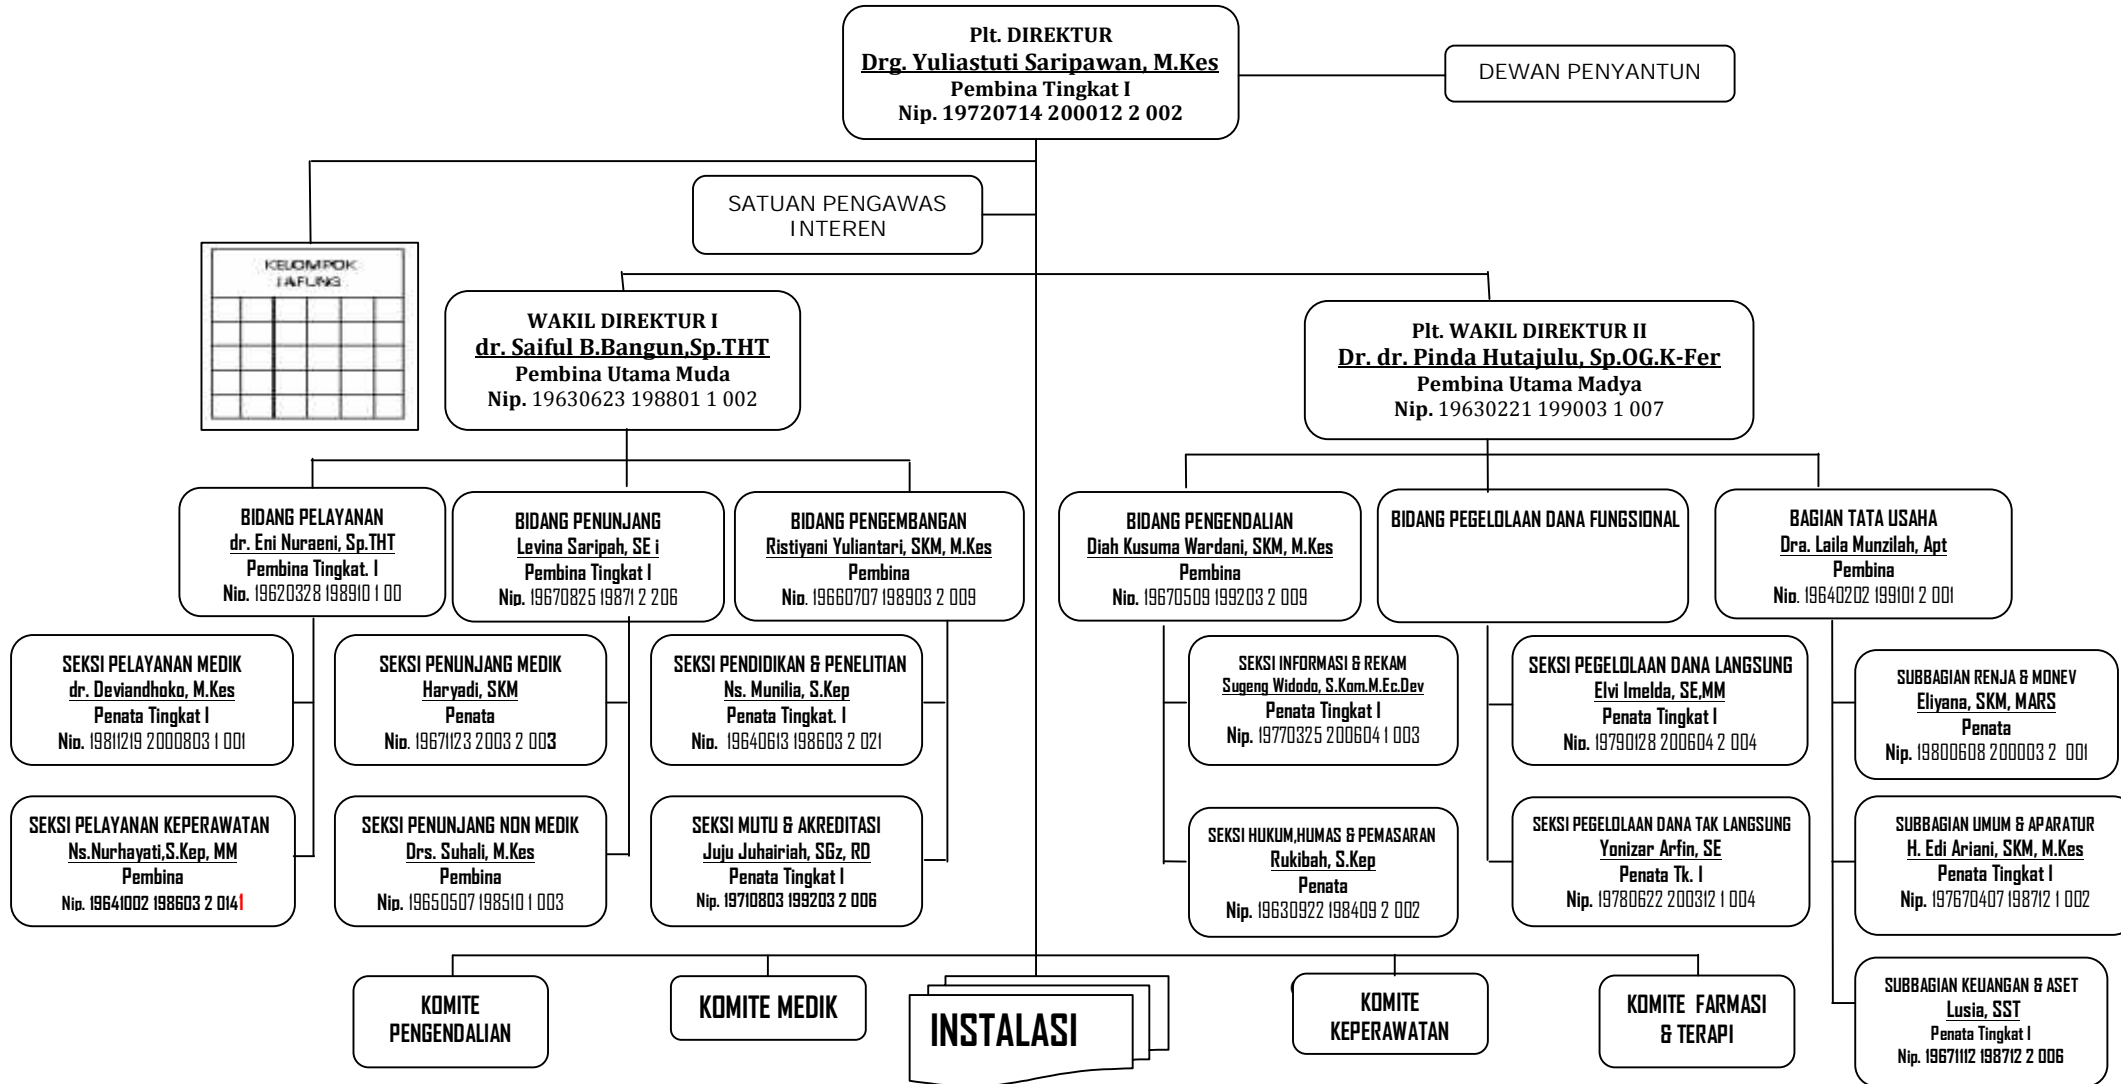 Plt. DIREKTUR
Drg. Yuliastuti Saripawan, M.Kes
Pembina Tingkat I
Nip. 19720714 200012 2 002
DEWAN PENYANTUN
SATUAN PENGAWAS
INTEREN
KELOMPOK
JAFUNG
WAKIL DIREKTUR I
dr. Saiful B.Bangun,Sp.THT
Pembina Utama Muda
Nip. 19630623 198801 1 002
Plt. WAKIL DIREKTUR II
Dr. dr. Pinda Hutajulu, Sp.OG.K-Fer
Pembina Utama Madya
Nip. 19630221 199003 1 007
BIDANG PELAYANAN
dr. Eni Nuraeni, Sp.THT
Pembina Tingkat. I
Nip. 19620328 198910 1 00
BIDANG PENUNJANG
Levina Saripah, SE i
Pembina Tingkat I
Nip. 19670825 19871 2 206
BIDANG PENGEMBANGAN
Ristiyani Yuliantari, SKM, M.Kes
Pembina
Nip. 19660707 198903 2 009
BIDANG PENGENDALIAN
Diah Kusuma Wardani, SKM, M.Kes
Pembina
Nip. 19670509 199203 2 009
BIDANG PEGELOLAAN DANA FUNGSIONAL
BAGIAN TATA USAHA
Dra. Laila Munzilah, Apt
Pembina
Nip. 19640202 199101 2 001
SEKSI PELAYANAN MEDIK
dr. Deviandhoko, M.Kes
Penata Tingkat I
Nip. 19811219 2000803 1 001
SEKSI PENUNJANG MEDIK
Haryadi, SKM
Penata
Nip. 19671123 2003 2 003
SEKSI PENDIDIKAN & PENELITIAN
Ns. Munilia, S.Kep
Penata Tingkat. I
Nip. 19640613 198603 2 021
SEKSI INFORMASI & REKAM
Sugeng Widodo, S.Kom.M.Ec.Dev
Penata Tingkat I
Nip. 19770325 200604 1 003
SEKSI PEGELOLAAN DANA LANGSUNG
Elvi Imelda, SE,MM
Penata Tingkat I
Nip. 19790128 200604 2 004
SUBBAGIAN RENJA & MONEV
Eliyana, SKM, MARS
Penata
Nip. 19800608 200003 2 001
SEKSI PELAYANAN KEPERAWATAN
Ns.Nurhayati,S.Kep, MM
Pembina
Nip. 19641002 198603 2 0141
SEKSI PENUNJANG NON MEDIK
Drs. Suhali, M.Kes
Pembina
Nip. 19650507 198510 1 003
SEKSI MUTU & AKREDITASI
Juju Juhairiah, SGz, RD
Penata Tingkat I
Nip. 19710803 199203 2 006
SEKSI HUKUM,HUMAS & PEMASARAN
Rukibah, S.Kep
Penata
Nip. 19630922 198409 2 002
SEKSI PEGELOLAAN DANA TAK LANGSUNG
Yonizar Arfin, SE
Penata Tk. I
Nip. 19780622 200312 1 004
SUBBAGIAN UMUM & APARATUR
H. Edi Ariani, SKM, M.Kes
Penata Tingkat I
Nip. 197670407 198712 1 002
KOMITE
PENGENDALIAN
KOMITE MEDIK
INSTALASI
KOMITE
KEPERAWATAN
KOMITE FARMASI
& TERAPI
SUBBAGIAN KEUANGAN & ASET
Lusia, SST
Penata Tingkat I
Nip. 19671112 198712 2 006